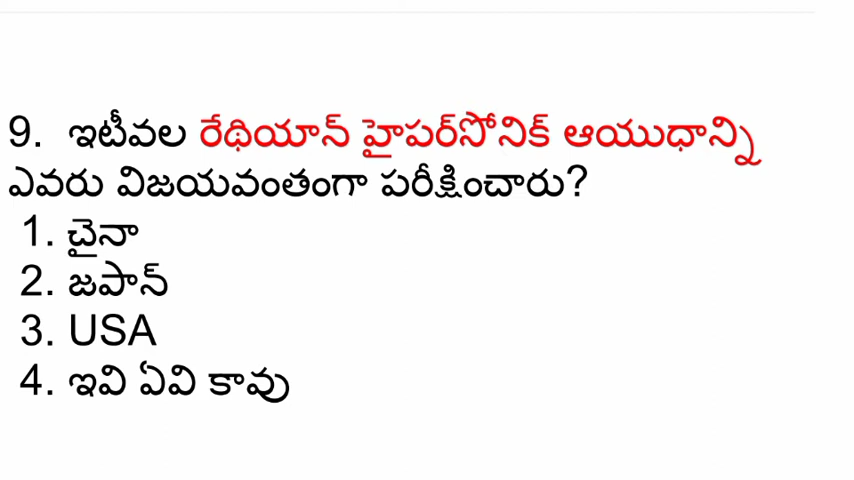 9. ఇటీవల రేథియాన్ హైపర్‌సోనిక్ ఆయుధాన్ని
ఎవరు విజయవంతంగా పరీక్షించారు?
1. చైనా
2. జపాన్
3. USA
4. ఇవి ఏవి కావు